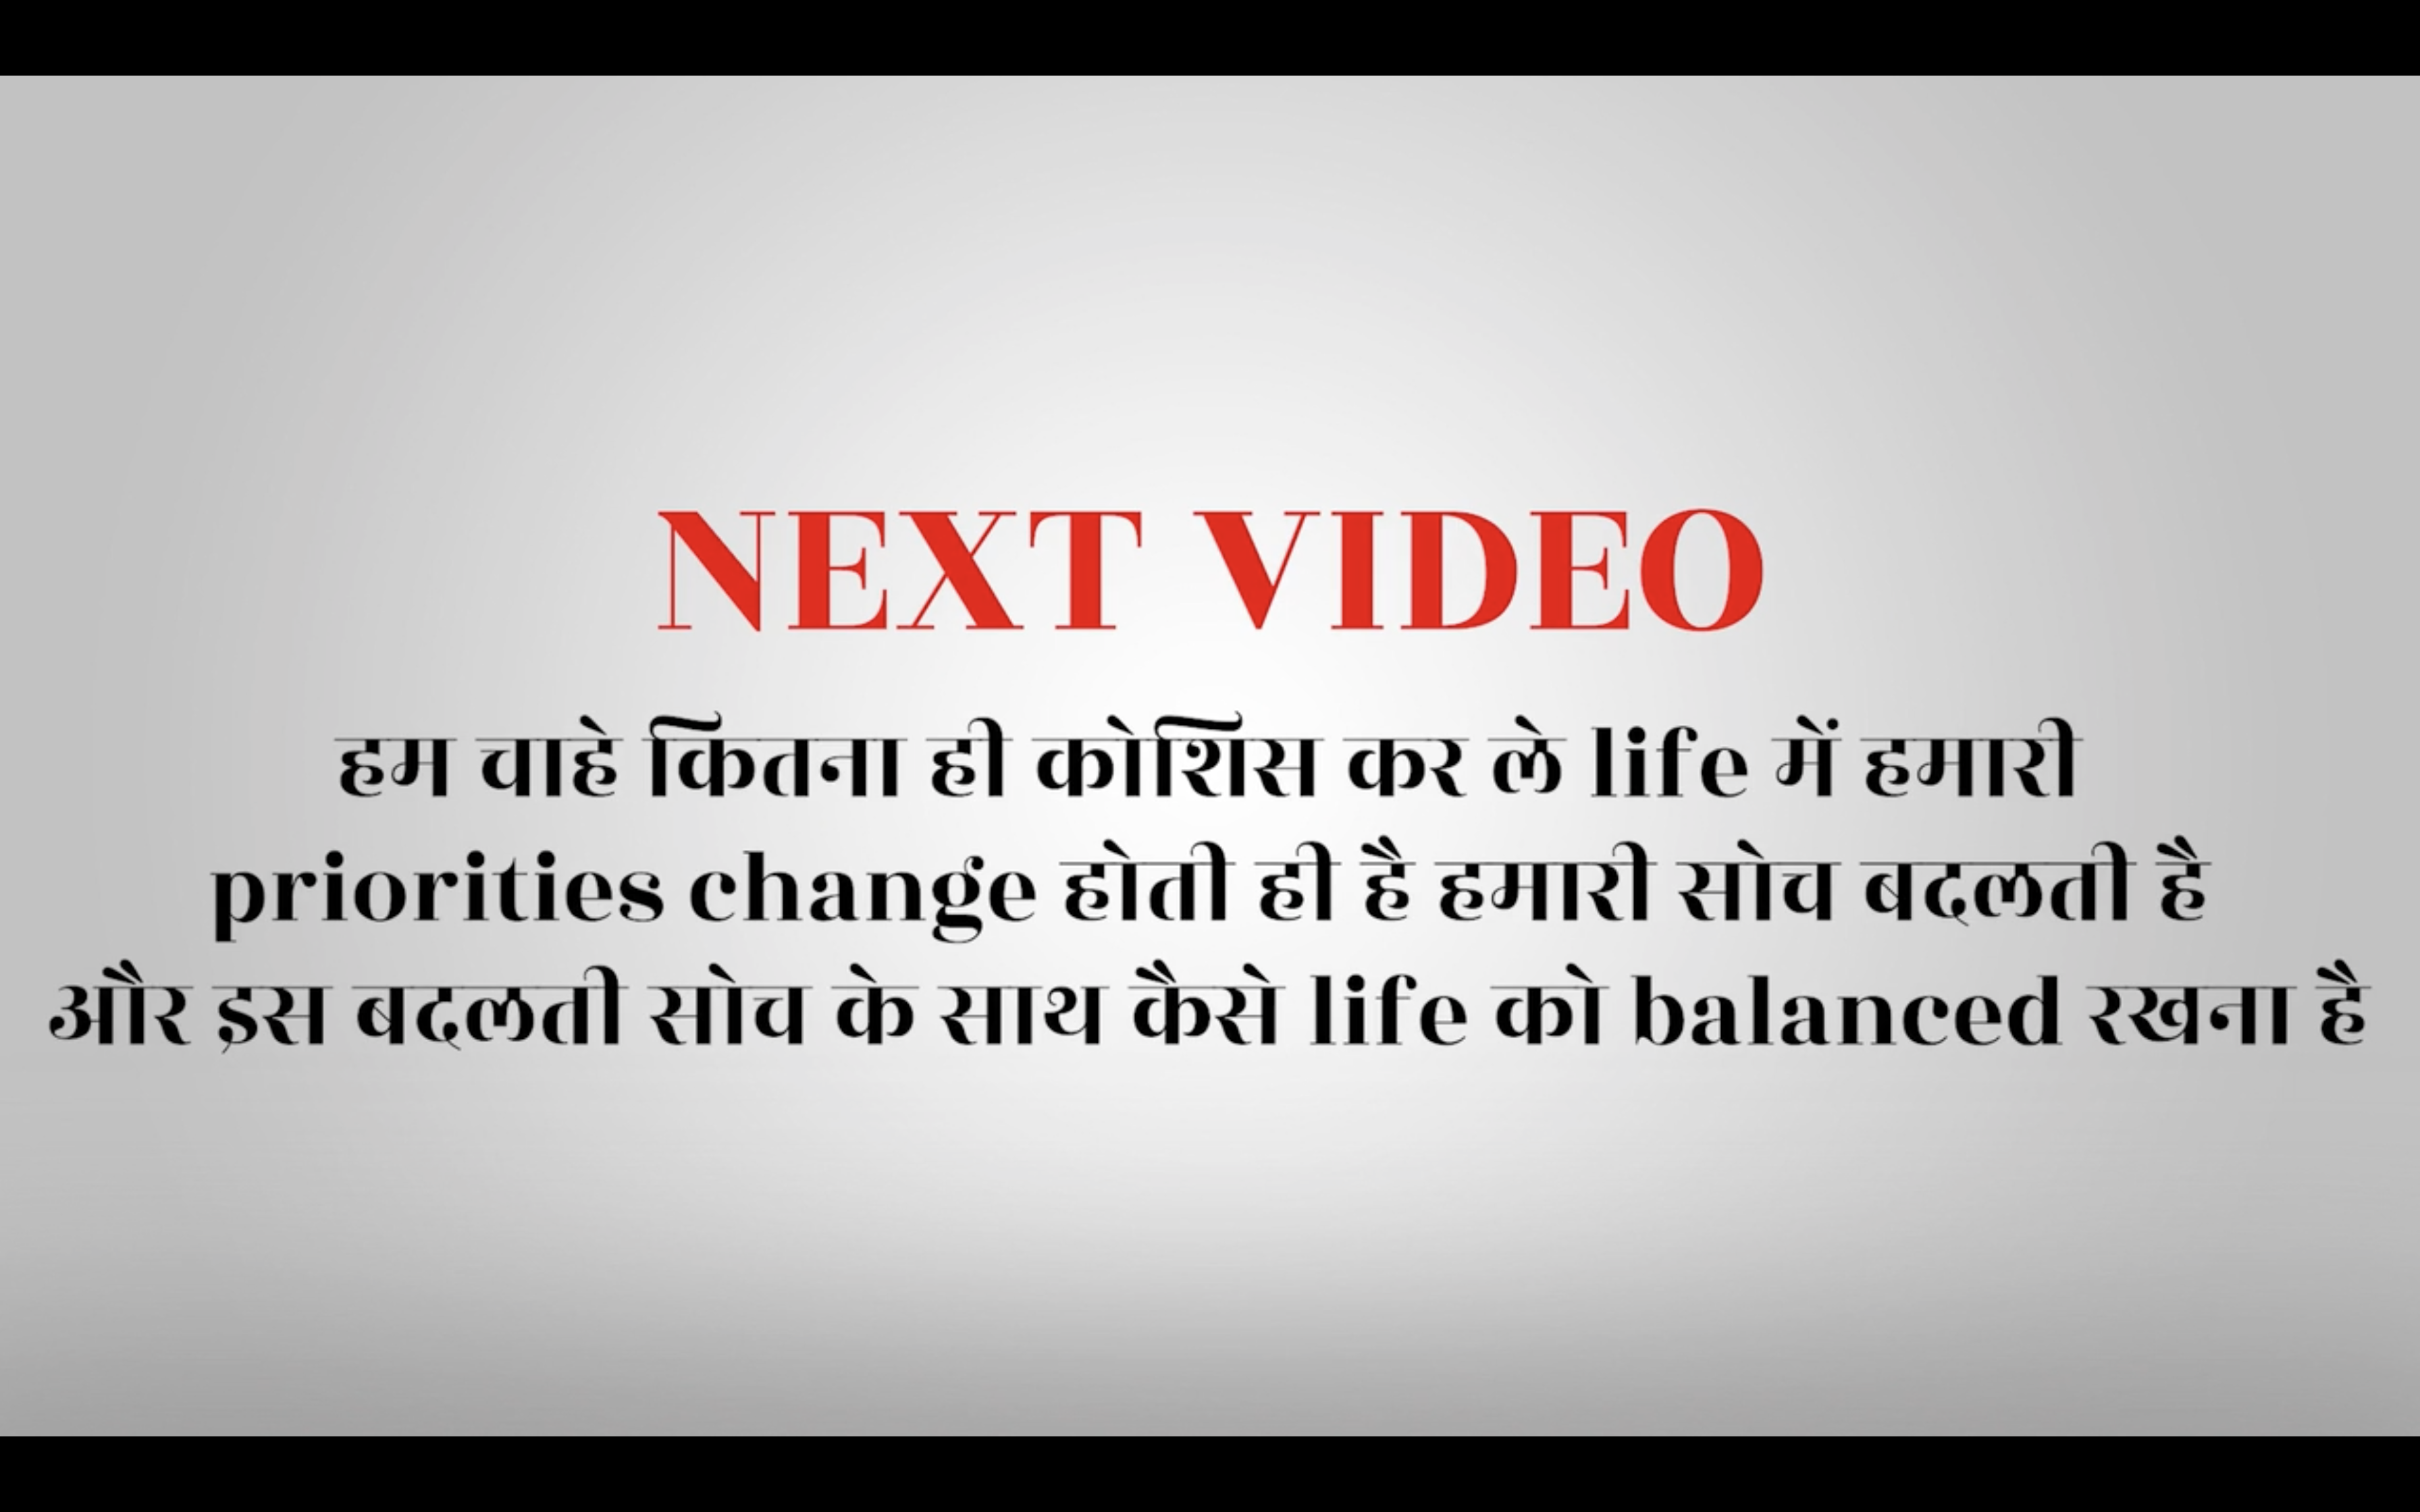 NEXT VIDEO
हम चाहे कितना ही कोशिस कर ले life में हमारी
priorities change होती ही है हमारी सोच बदलती है
और इस बदलती सोच के साथ कैसे life को balanced रखना है